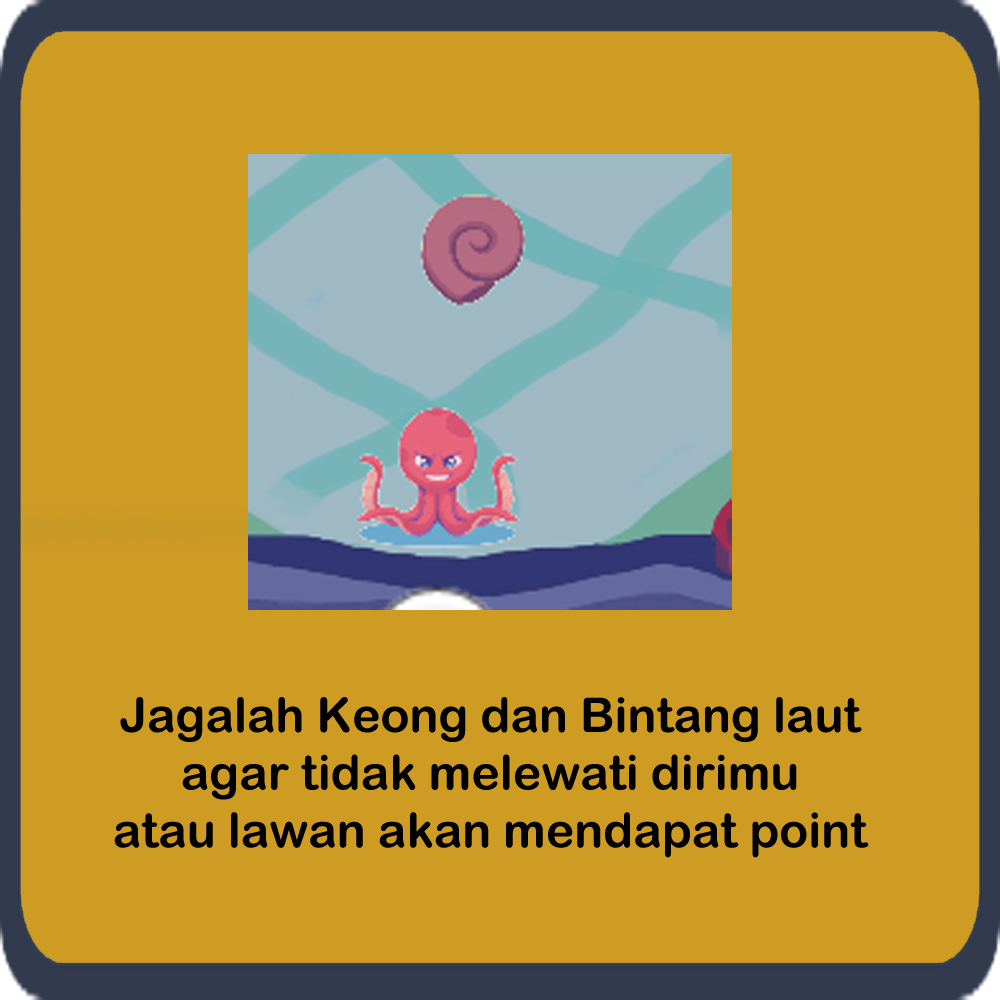 Jagalah Keong dan Bintang laut
agar tidak melewati dirimu
atau lawan akan mendapat point